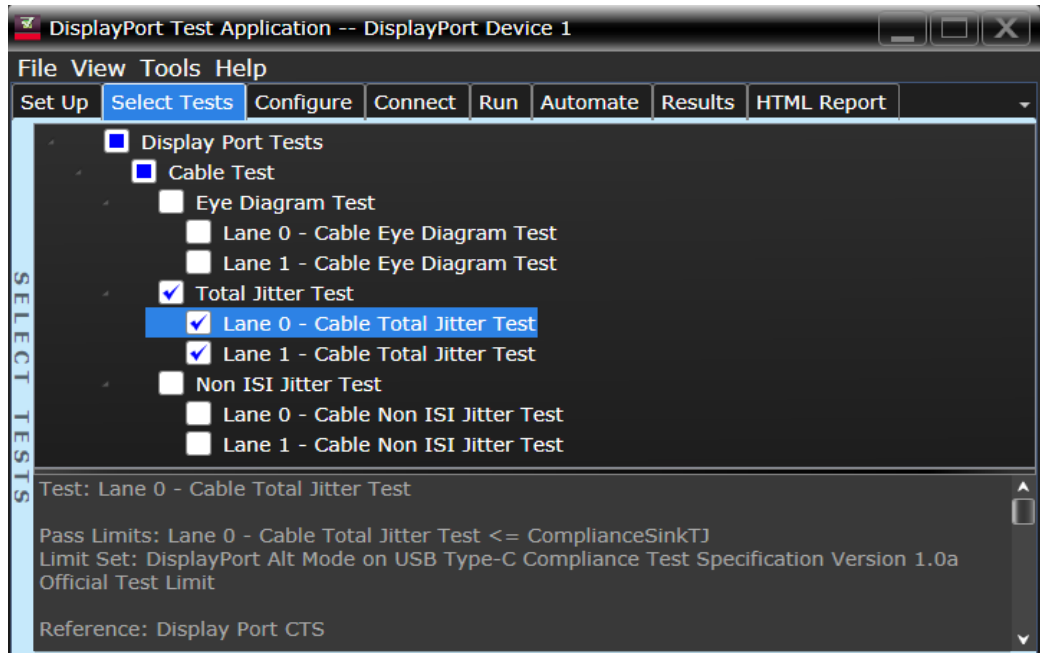 DisplayPort Test Application -- DisplayPort Device 1
File View Tools Help
Set Up Select Tests Configure Connect Run Automate Results HTML Report
Display Port Tests
Cable Test
Eye Diagram Test
Lane 0 - Cable Eye Diagram Test
Lane 1 - Cable Eye Diagram Test
Total Jitter Test
Lane 0 - Cable Total Jitter Test
Lane 1 - Cable Total Jitter Test
Non ISI Jitter Test
Lane 0 - Cable Non ISI Jitter Test
Lane 1 - Cable Non ISI Jitter Test
SELECT TESTS
Test: Lane 0 - Cable Total Jitter Test
Pass Limits: Lane 0 - Cable Total Jitter Test <= ComplianceSinkTJ
Limit Set: DisplayPort Alt Mode on USB Type-C Compliance Test Specification Version 1.0a
Official Test Limit
Reference: Display Port CTS